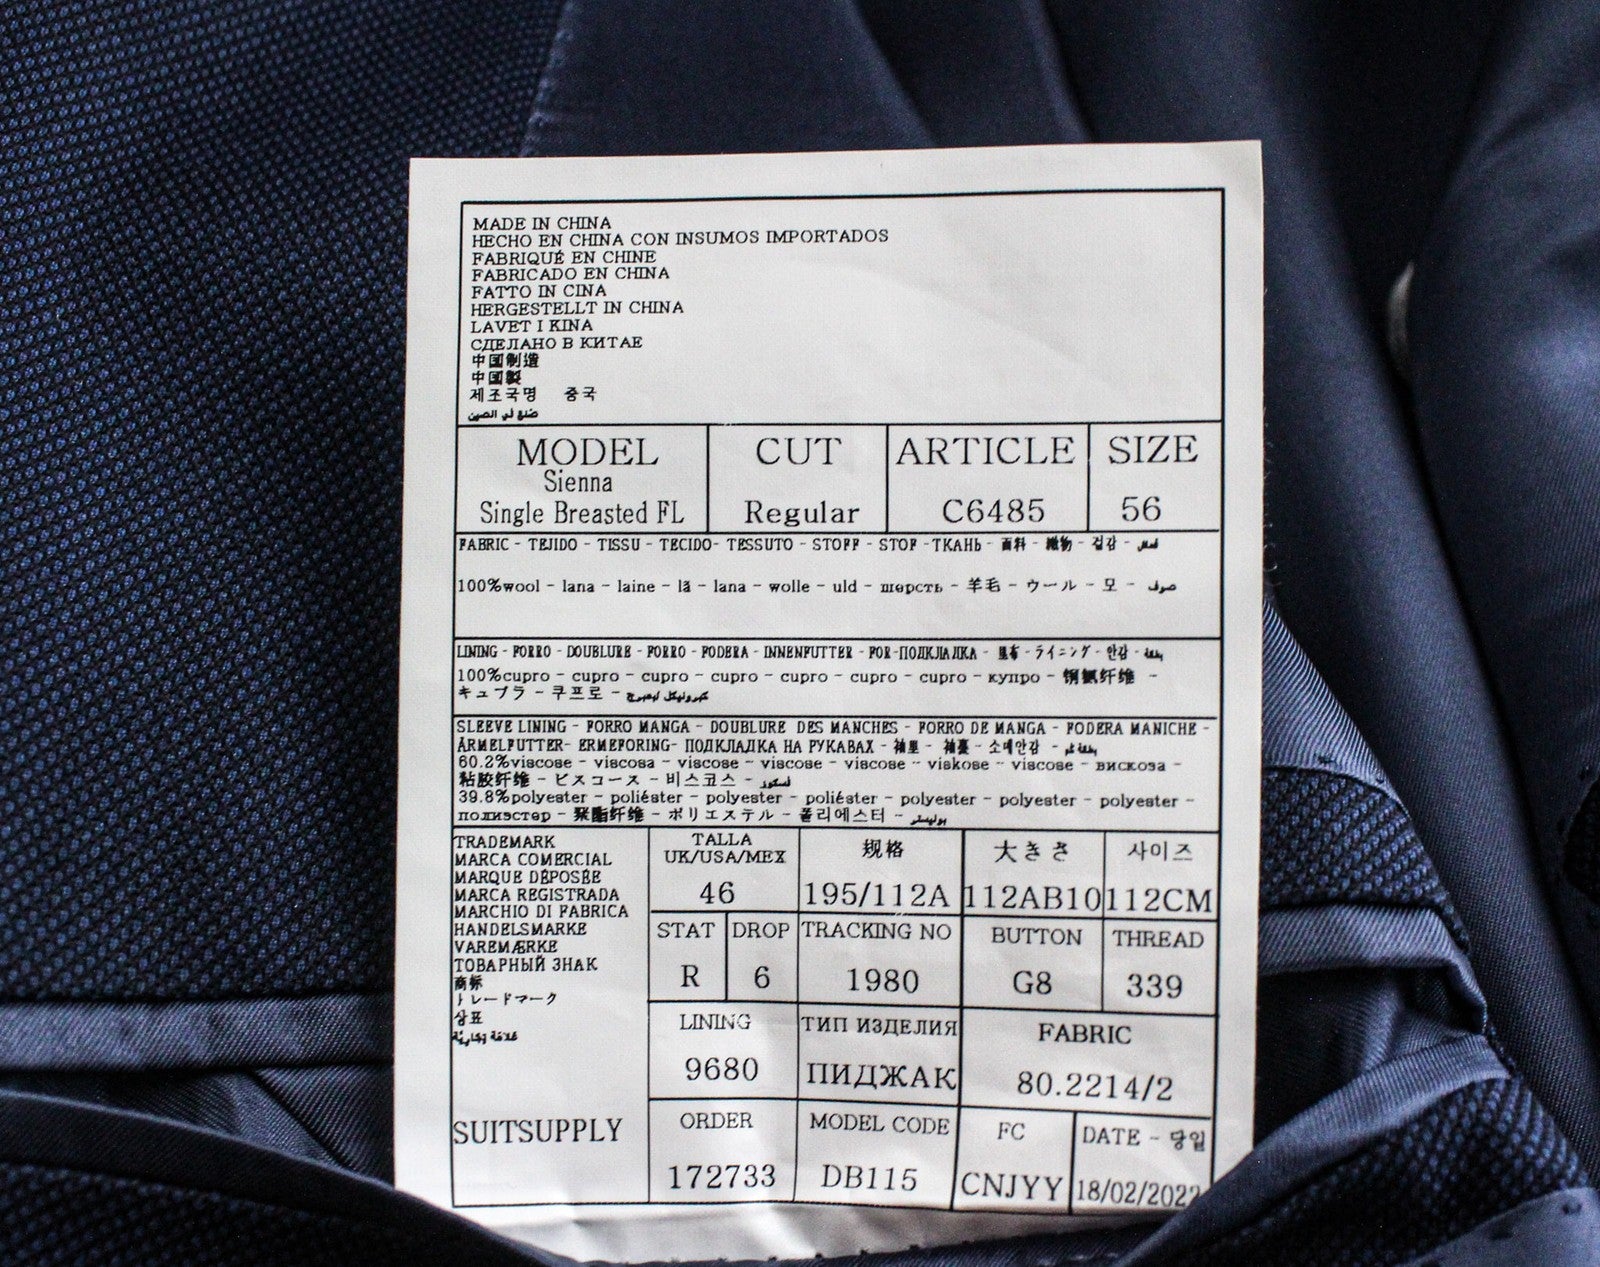 MADE IN CHINA
HECHO EN CHINA CON INSUMOS IMPORTADOS
FABRIQUÉ EN CHINE
FABRICADO EN CHINA
FATTO IN CINA
HERGESTELLT IN CHINA
LAVET I KINA
СДЕЛАНО В КИТАЕ
中国制造
中国製
제조국명 중국
صنع في الصين
MODEL CUT ARTICLE SIZE
Sienna
Single Breasted FL Regular C6485 56
FABRIC - TEJIDO - TISSU - TECIDO- TESSUTO - STOFF - STOF -ТКАНЬ - 面料 - 織物 - 겉감 -
100%wool - lana - laine - lã - lana - wolle - uld - шерсть - 羊毛 - ウール - 모 - صوف
LINING - FORRO - DOUBLURE - FORRO - FODERA - INNENFUTTER - FOR-ПОДКЛАДКА - 里布 - ライニング - 안감 -
100%cupro - cupro - cupro - cupro - cupro - cupro - cupro - купро - 铜氨纤维 -
キュプラ - 쿠프로 -
SLEEVE LINING - FORRO MANGA - DOUBLURE DES MANCHES - FORRO DE MANGA - FODERA MANICHE -
ÄRMELFUTTER- ERMEFORING- ПОДКЛАДКА НА РУКАВАХ - 袖里 - 袖裏 - 소매안감 -
60.2%viscose - viscosa - viscose - viscose - viscose - viskose - viscose - вискоза -
粘胶纤维 - ビスコース - 비스코스 -
39.8%polyester - poliéster - polyester - poliéster - polyester - polyester - polyester -
полиэстер - 聚酯纤维 - ポリエステル - 폴리에스터 -
TRADEMARK
MARCA COMERCIAL
MARQUE DÉPOSÉE
MARCA REGISTRADA
MARCHIO DI FABRICA
HANDELSMARKE
VAREMÆRKE
ТОВАРНЫЙ ЗНАК
商标
トレードマーク
상표
علامة تجارية
SUITSUPPLY
TALLA 规格 大きさ 사이즈
UK/USA/MEX
46 195/112A 112AB10 112CM
STAT DROP TRACKING NO BUTTON THREAD
R 6 1980 G8 339
LINING ТИП ИЗДЕЛИЯ FABRIC
9680 ПИДЖАК 80.2214/2
ORDER MODEL CODE FC DATE - 당일
172733 DB115 CNJYY 18/02/2022